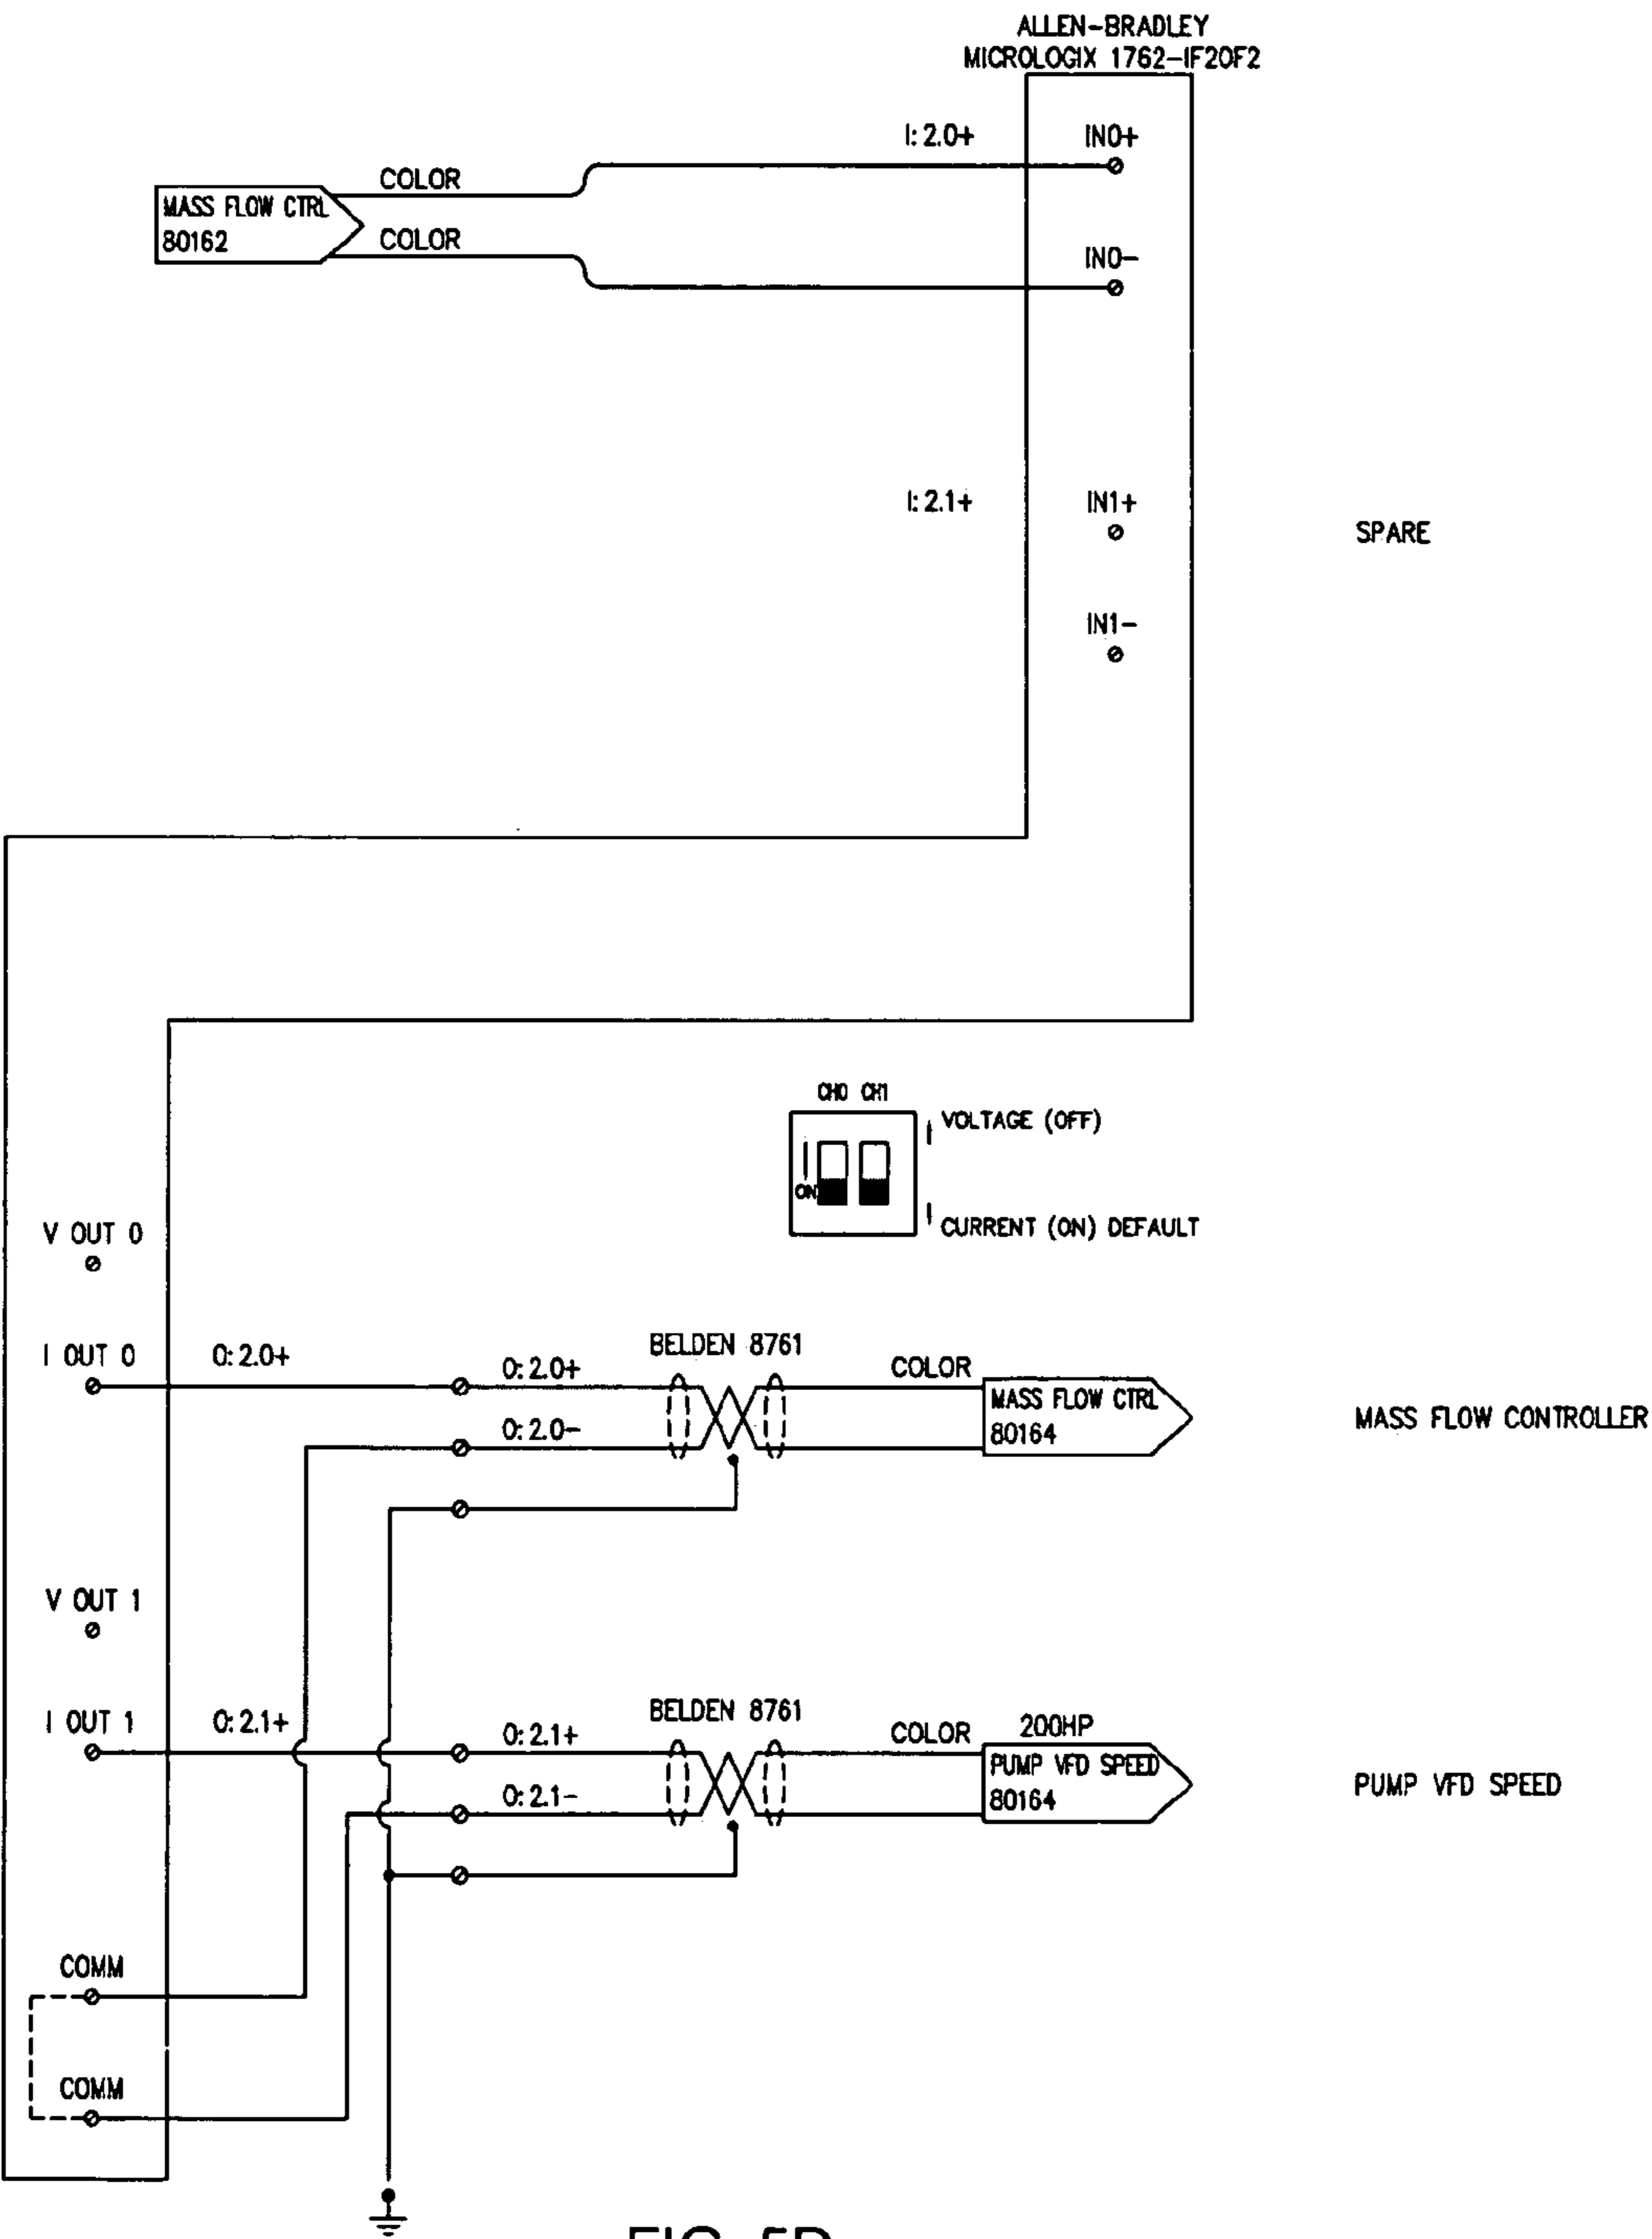 ALLEN-BRADLEY
MICROLOGIX 1762-IF2OF2
I: 2.0+ IN0+
COLOR
MASS FLOW CTRL
80162
COLOR
IN0-
I: 2.1+ IN1+
SPARE
IN1-
CH0 CH1
VOLTAGE (OFF)
ON
CURRENT (ON) DEFAULT
V OUT 0
I OUT 0 O: 2.0+ O: 2.0+ BELDEN 8761 COLOR
MASS FLOW CTRL
80164
MASS FLOW CONTROLLER
O: 2.0-
V OUT 1
I OUT 1 O: 2.1+ O: 2.1+ BELDEN 8761 COLOR 200HP
PUMP VFD SPEED
80164
PUMP VFD SPEED
O: 2.1-
COMM
COMM